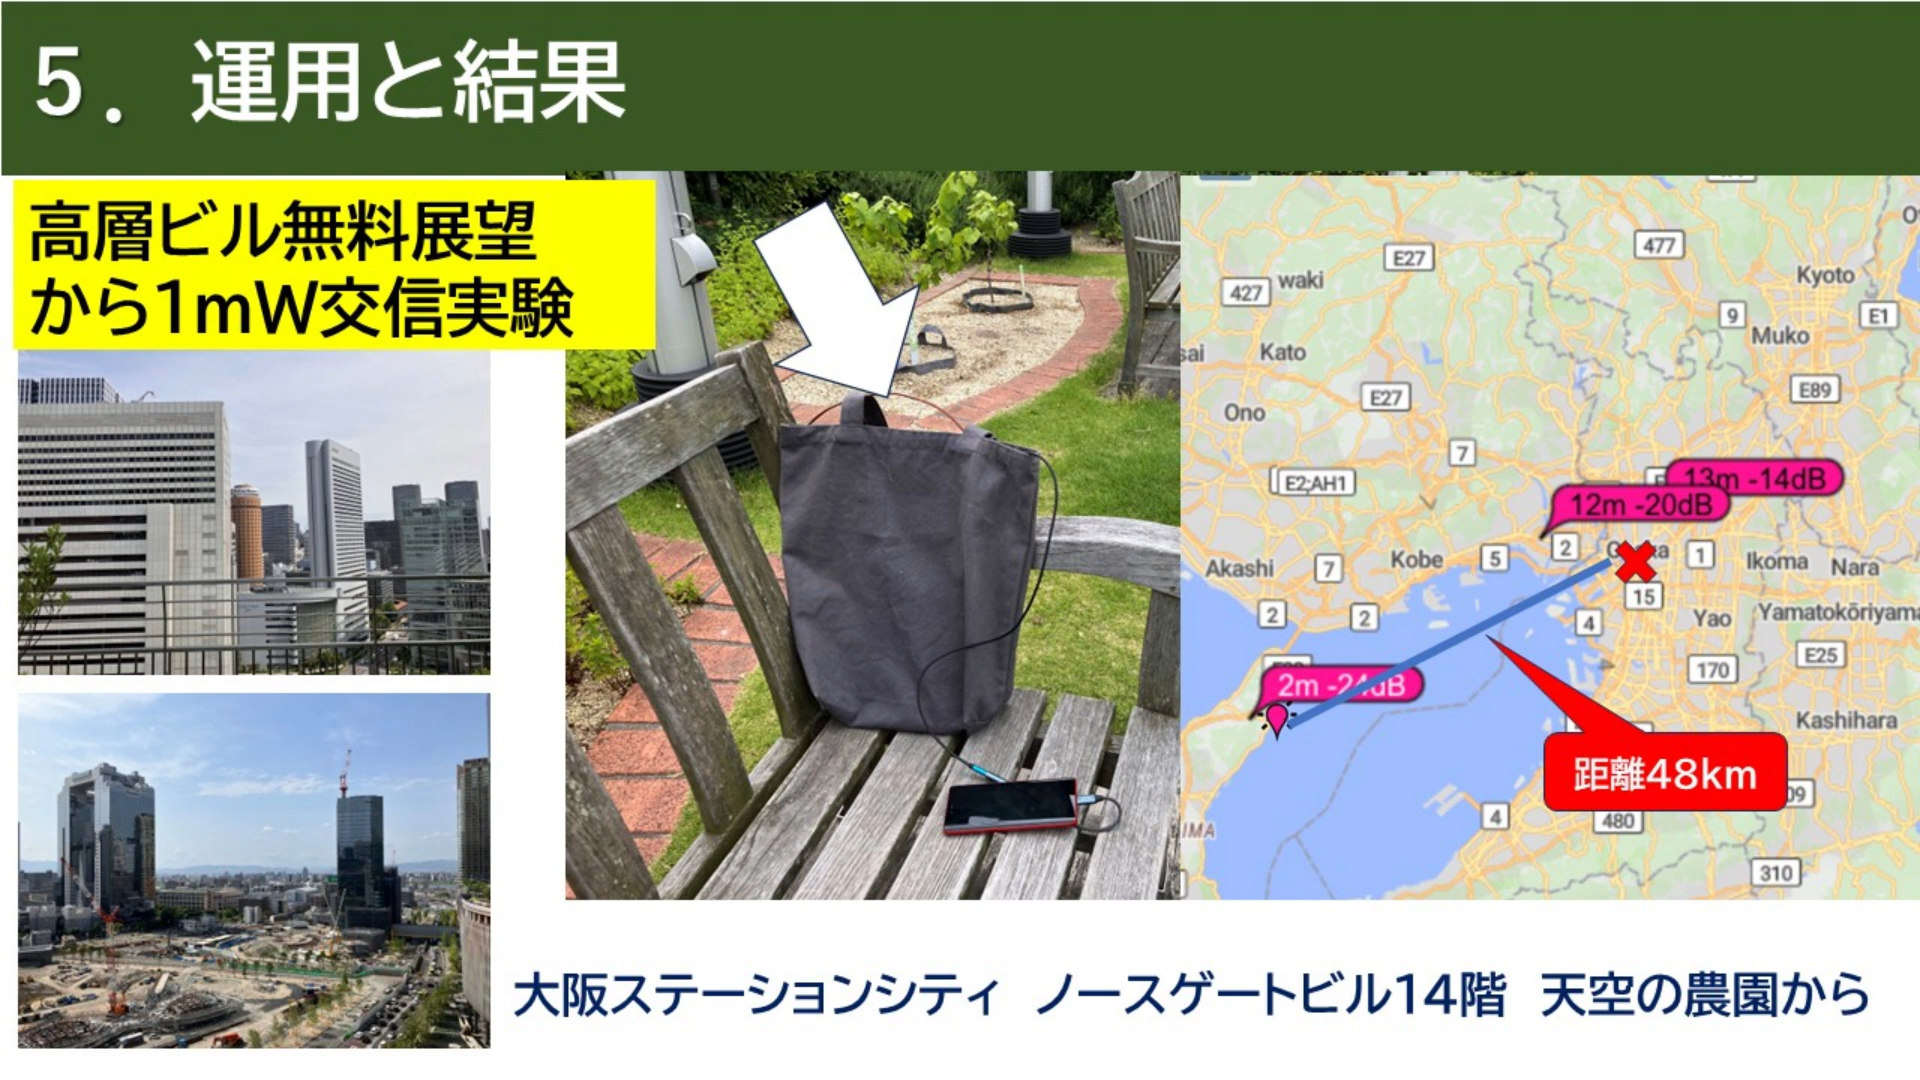 5．運用と結果
高層ビル無料展望
から1mW交信実験
477
E27
Kyoto
waki
427
9
E1
Muko
sai
Kato
E27
E89
Ono
7
E2;AH1
13m -14dB
12m -20dB
2
1
Akashi
7
Kobe
5
Ikoma
Nara
15
2
2
4
Yao
Yamatokōriyama
E25
170
2m -24dB
Kashihara
距離48km
09
4
480
IMA
310
大阪ステーションシティ　ノースゲートビル14階　天空の農園から